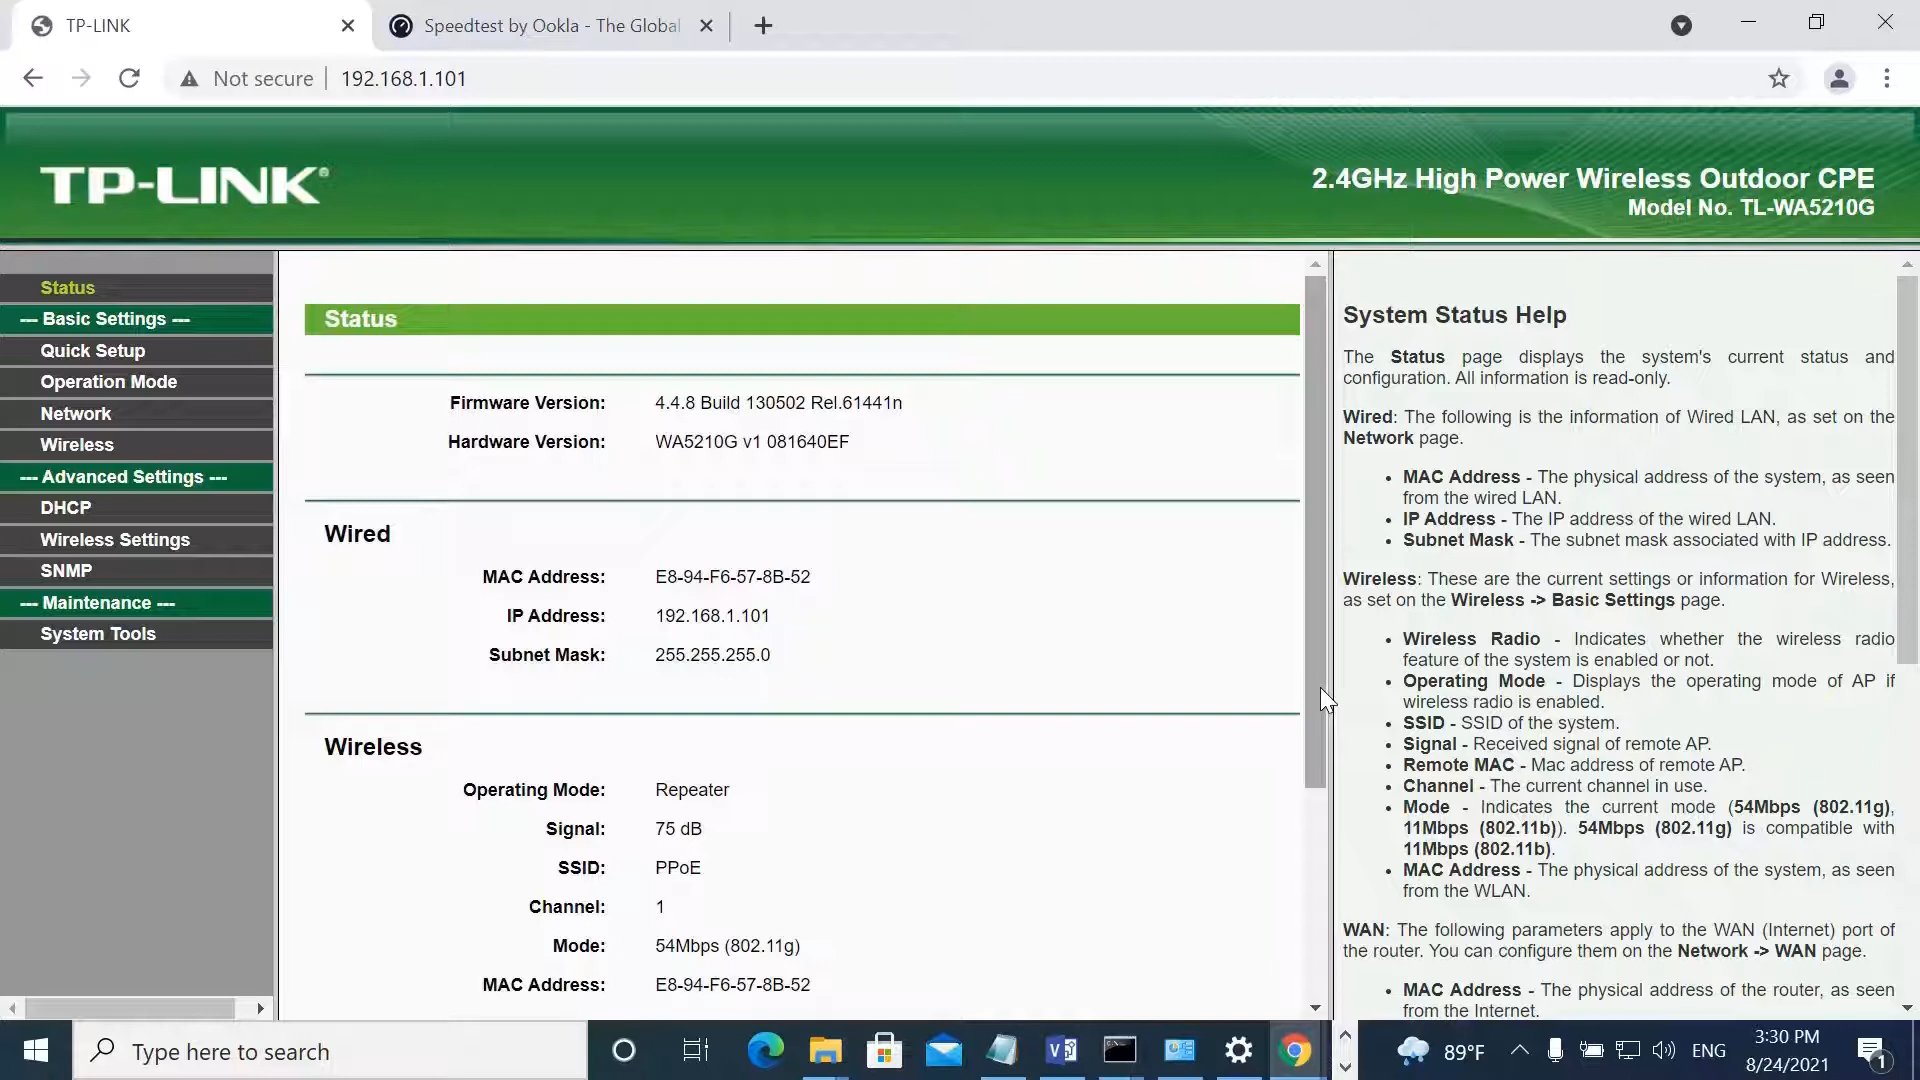 TP-LINK
Speedtest by Ookla - The Global
Not secure
192.168.1.101
TP-LINK®
2.4GHz High Power Wireless Outdoor CPE
Model No. TL-WA5210G
Status
--- Basic Settings ---
Quick Setup
Operation Mode
Network
Wireless
--- Advanced Settings ---
DHCP
Wireless Settings
SNMP
--- Maintenance ---
System Tools
Status
Firmware Version: 4.4.8 Build 130502 Rel.61441n
Hardware Version: WA5210G v1 081640EF
Wired
MAC Address: E8-94-F6-57-8B-52
IP Address: 192.168.1.101
Subnet Mask: 255.255.255.0
Wireless
Operating Mode: Repeater
Signal: 75 dB
SSID: PPoE
Channel: 1
Mode: 54Mbps (802.11g)
MAC Address: E8-94-F6-57-8B-52
System Status Help
The Status page displays the system's current status and
configuration. All information is read-only.
Wired: The following is the information of Wired LAN, as set on the
Network page.
• MAC Address - The physical address of the system, as seen
from the wired LAN.
• IP Address - The IP address of the wired LAN.
• Subnet Mask - The subnet mask associated with IP address.
Wireless: These are the current settings or information for Wireless,
as set on the Wireless -> Basic Settings page.
• Wireless Radio - Indicates whether the wireless radio
feature of the system is enabled or not.
• Operating Mode - Displays the operating mode of AP if
wireless radio is enabled.
• SSID - SSID of the system.
• Signal - Received signal of remote AP.
• Remote MAC - Mac address of remote AP.
• Channel - The current channel in use.
• Mode - Indicates the current mode (54Mbps (802.11g),
11Mbps (802.11b)). 54Mbps (802.11g) is compatible with
11Mbps (802.11b).
• MAC Address - The physical address of the system, as seen
from the WLAN.
WAN: The following parameters apply to the WAN (Internet) port of
the router. You can configure them on the Network -> WAN page.
• MAC Address - The physical address of the router, as seen
from the Internet.
Type here to search
89°F
ENG
3:30 PM
8/24/2021
1